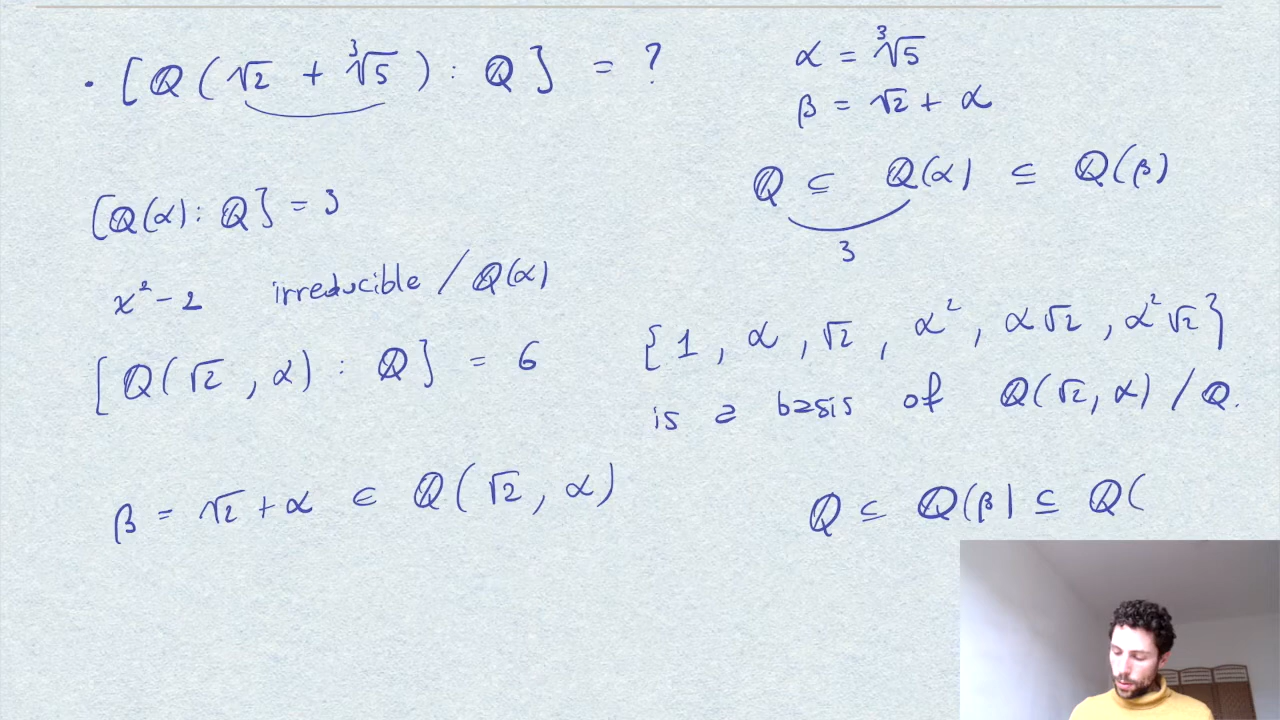 · [ℚ(√2 + ∛5) : ℚ] = ?
α = ∛5
β = √2 + α
ℚ ⊆ ℚ(α) ⊆ ℚ(β)
3
[ℚ(α) : ℚ] = 3
x² - 2 irreducible / ℚ(α)
[ℚ(√2, α) : ℚ] = 6
{1, α, √2, α², α√2, α²√2}
is a basis of ℚ(√2, α) / ℚ.
β = √2 + α ∈ ℚ(√2, α)
ℚ ⊆ ℚ(β) ⊆ ℚ(